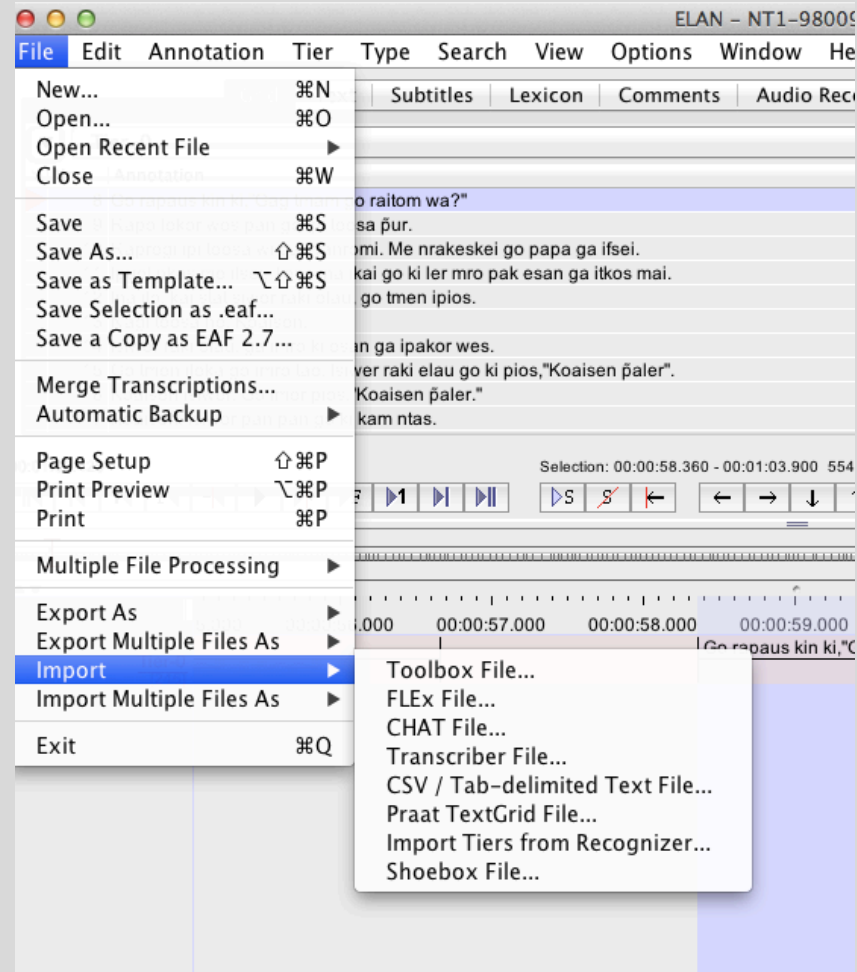 ELAN – NT1-98009
File Edit Annotation Tier Type Search View Options Window He
New... ⌘N
Open... ⌘O
Open Recent File ▶
Close ⌘W
Save ⌘S
Save As... ⇧⌘S
Save as Template... ⌥⇧⌘S
Save Selection as .eaf...
Save a Copy as EAF 2.7...
Merge Transcriptions...
Automatic Backup ▶
Page Setup ⇧⌘P
Print Preview ⌥⌘P
Print ⌘P
Multiple File Processing ▶
Export As ▶
Export Multiple Files As ▶
Import ▶
Import Multiple Files As ▶
Exit ⌘Q
Toolbox File...
FLEx File...
CHAT File...
Transcriber File...
CSV / Tab-delimited Text File...
Praat TextGrid File...
Import Tiers from Recognizer...
Shoebox File...
Subtitles Lexicon Comments Audio Rec
Annotation
raitom wa?"
sa p̃ur.
Me nrakeskei go papa ga ifsei.
kai go ki ler mro pak esan ga itkos mai.
go tmen ipios.
ga ipakor wes.
raki elau go ki pios,"Koaisen p̃aler".
"Koaisen p̃aler."
kam ntas.
Selection: 00:00:58.360 - 00:01:03.900 554
1 S S
.000 00:00:57.000 00:00:58.000 00:00:59.000
Go rapaus kin ki,"G